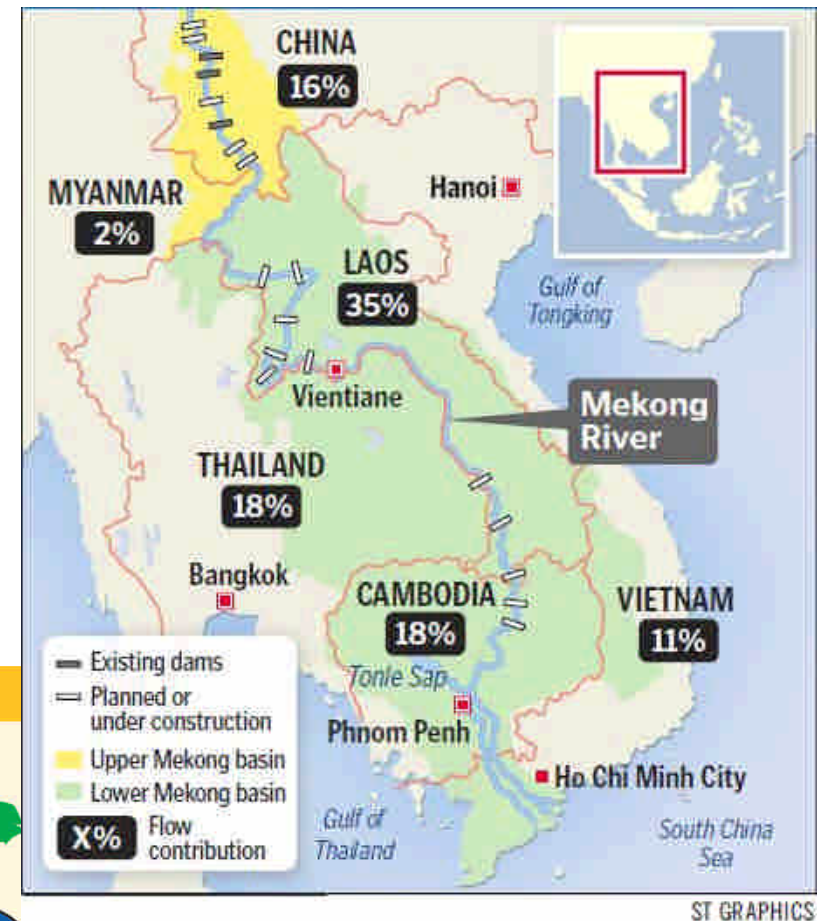 CHINA
16%
MYANMAR
2%
Hanoi
LAOS
35%
Gulf of
Tongking
Vientiane
Mekong
River
THAILAND
18%
Bangkok
CAMBODIA
18%
VIETNAM
11%
Tonle Sap
Phnom Penh
Ho Chi Minh City
Existing dams
Planned or
under construction
Upper Mekong basin
Lower Mekong basin
X% Flow
contribution
Gulf of
Thailand
South China
Sea
ST GRAPHICS